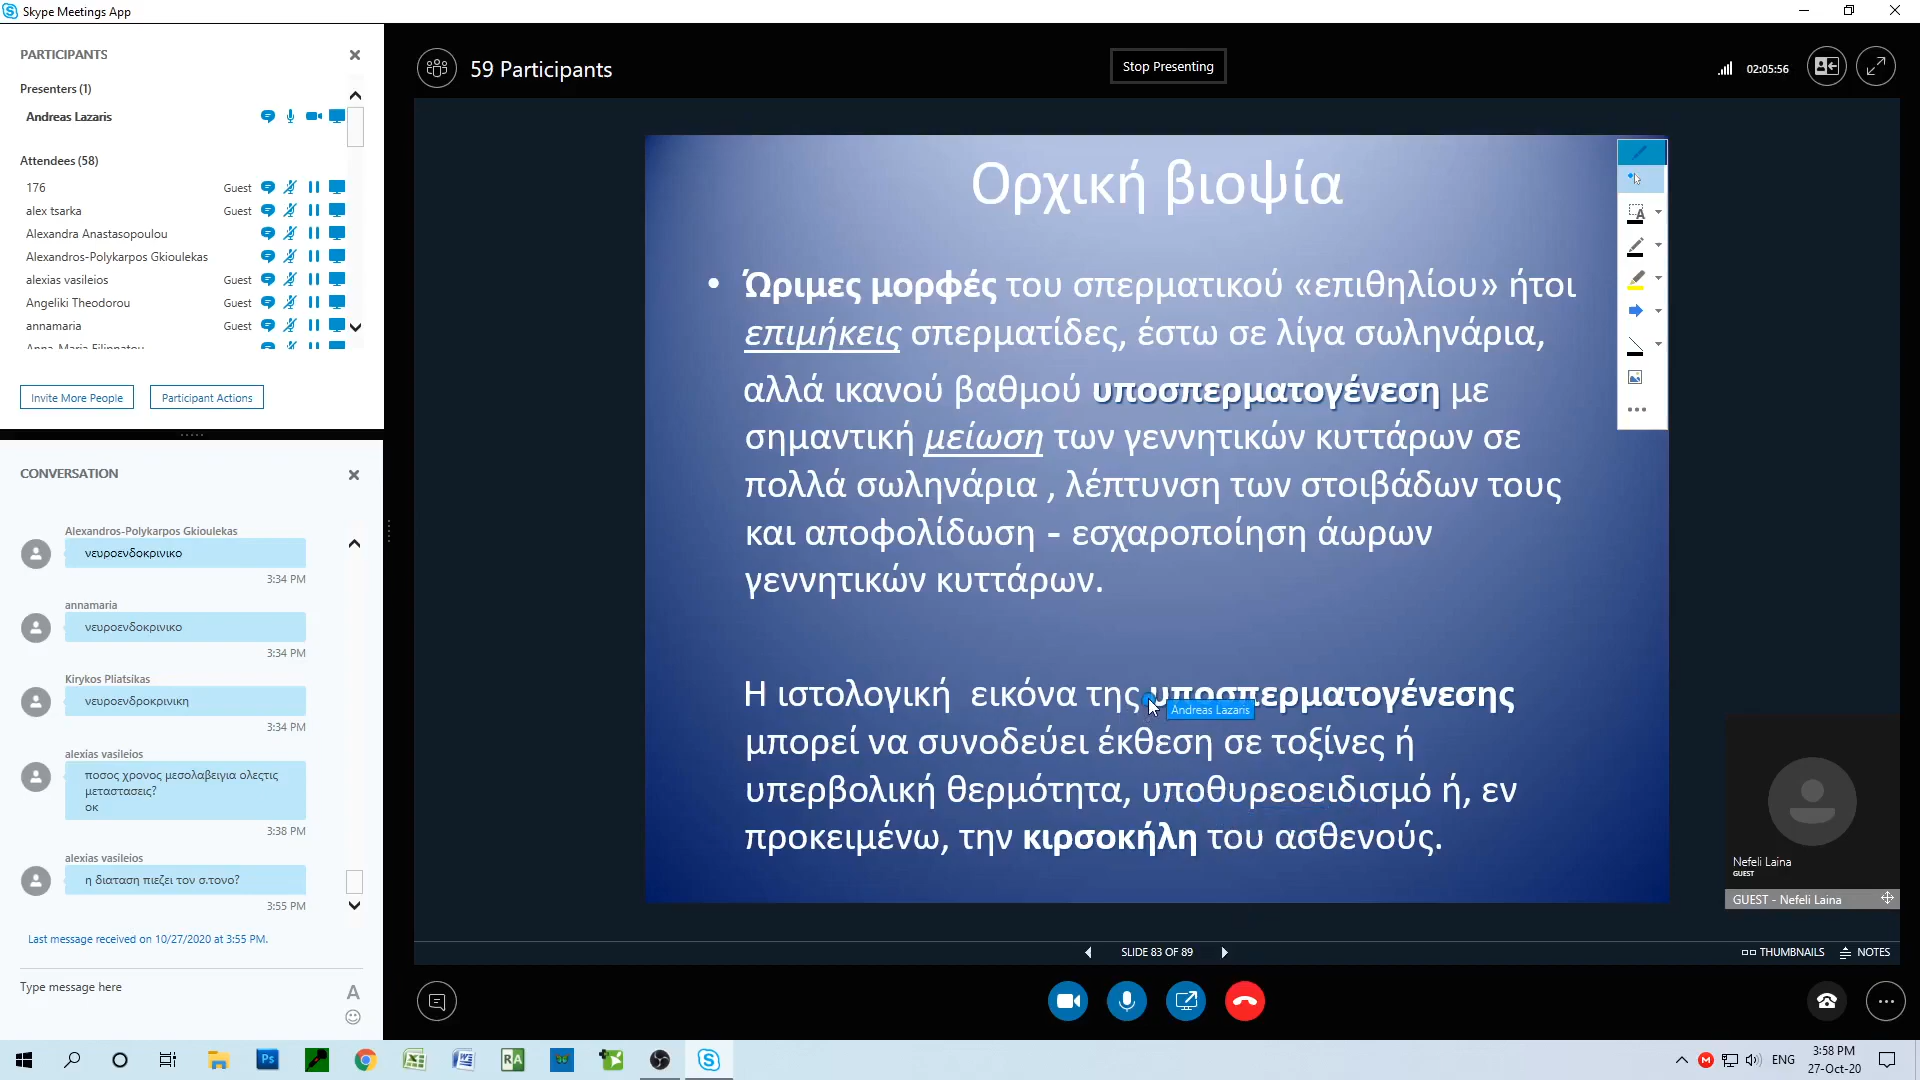 Skype Meetings App
PARTICIPANTS
Presenters (1)
Andreas Lazaris
Attendees (58)
176 Guest
alex tsarka Guest
Alexandra Anastasopoulou
Alexandros-Polykarpos Gkioulekas
alexias vasileios Guest
Angeliki Theodorou Guest
annamaria Guest
Anna-Maria Filippatou
Invite More People
Participant Actions
CONVERSATION
Alexandros-Polykarpos Gkioulekas
νευροενδοκρινικο
3:34 PM
annamaria
νευροενδοκρινικο
3:34 PM
Kirykos Pliatsikas
νευροενδροκρινικη
3:34 PM
alexias vasileios
ποσος χρονος μεσολαβειγια ολεςτις
μεταστασεις?
οκ
3:38 PM
alexias vasileios
η διαταση πιεζει τον σ.τονο?
3:55 PM
Last message received on 10/27/2020 at 3:55 PM.
Type message here
59 Participants
Stop Presenting
02:05:56
Ορχική βιοψία
• Ώριμες μορφές του σπερματικού «επιθηλίου» ήτοι
επιμήκεις σπερματίδες, έστω σε λίγα σωληνάρια,
αλλά ικανού βαθμού υποσπερματογένεση με
σημαντική μείωση των γεννητικών κυττάρων σε
πολλά σωληνάρια , λέπτυνση των στοιβάδων τους
και αποφολίδωση - εσχαροποίηση άωρων
γεννητικών κυττάρων.
Η ιστολογική εικόνα της υποσπερματογένεσης
Andreas Lazaris
μπορεί να συνοδεύει έκθεση σε τοξίνες ή
υπερβολική θερμότητα, υποθυρεοειδισμό ή, εν
προκειμένω, την κιρσοκήλη του ασθενούς.
Nefeli Laina
GUEST
GUEST - Nefeli Laina
SLIDE 83 OF 89
THUMBNAILS
NOTES
ENG
3:58 PM
27-Oct-20